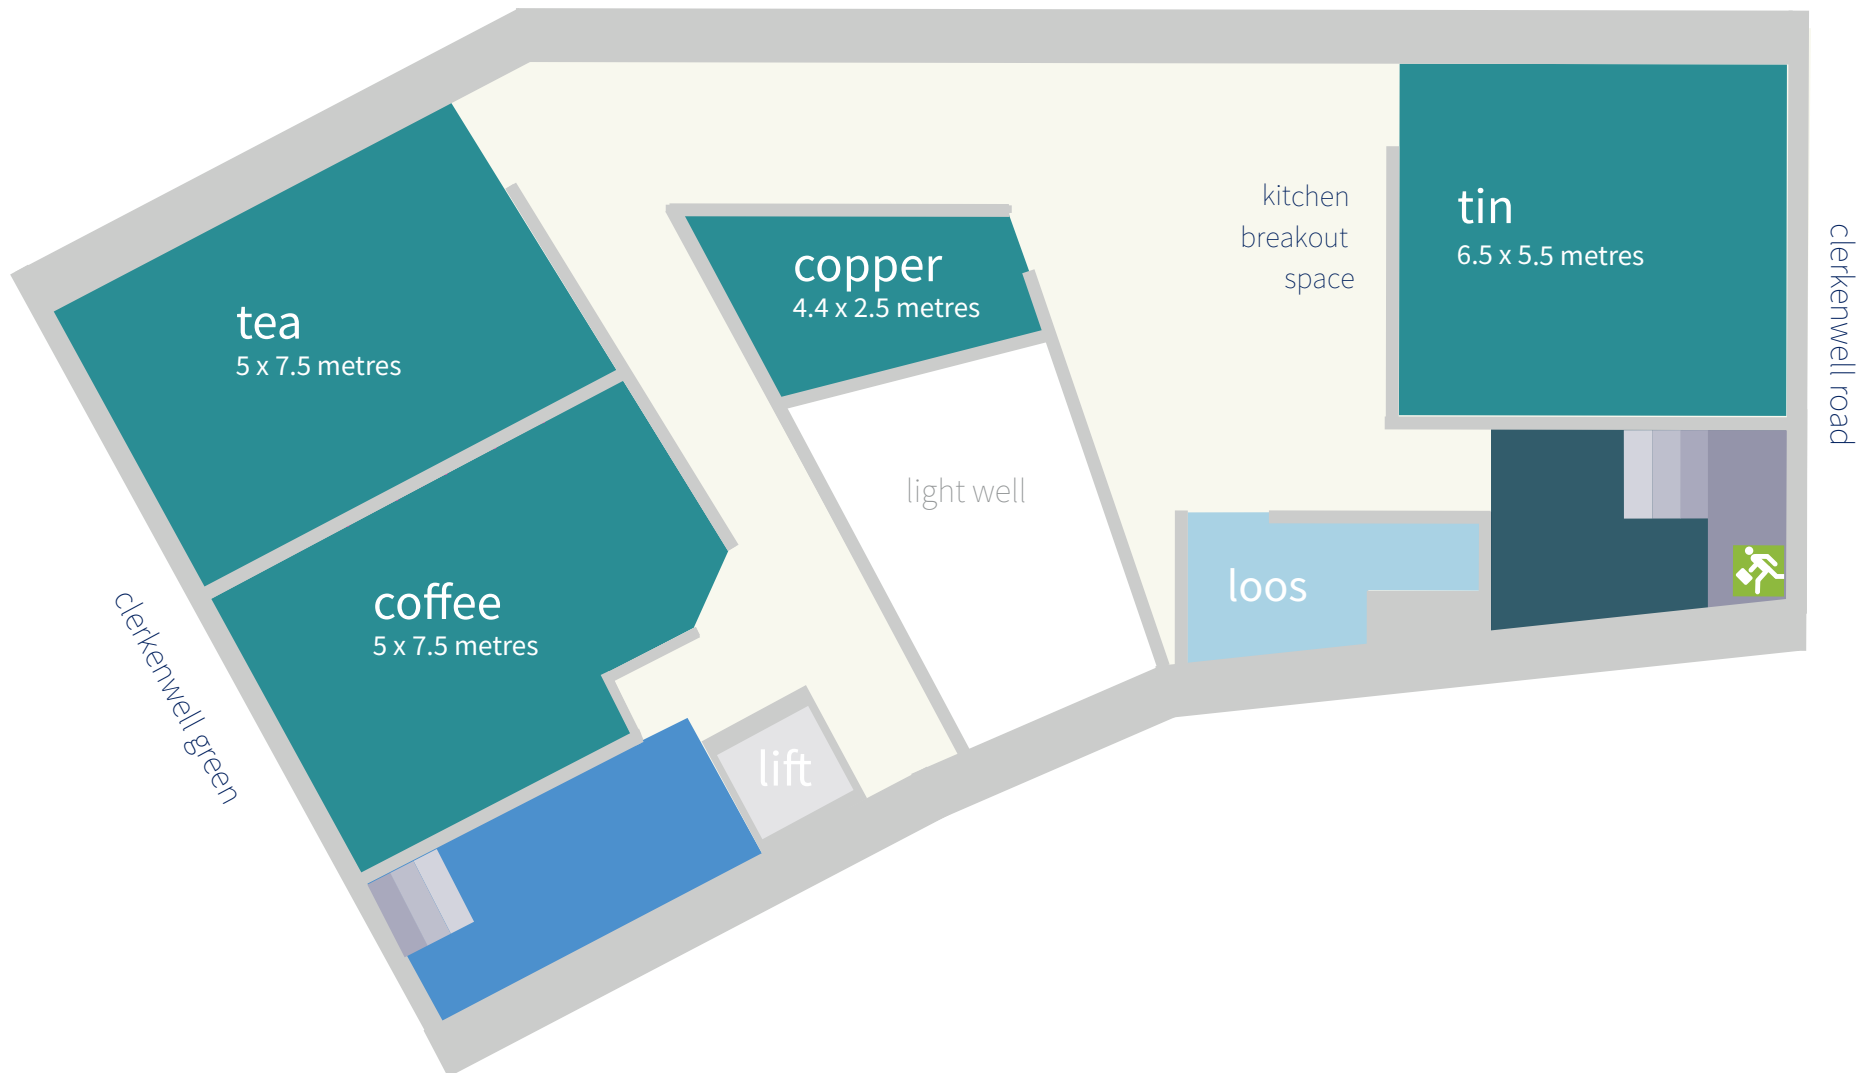 tea
5 x 7.5 metres
copper
4.4 x 2.5 metres
kitchen
breakout
space
tin
6.5 x 5.5 metres
clerkenwell road
light well
coffee
5 x 7.5 metres
loos
clerkenwell green
lift